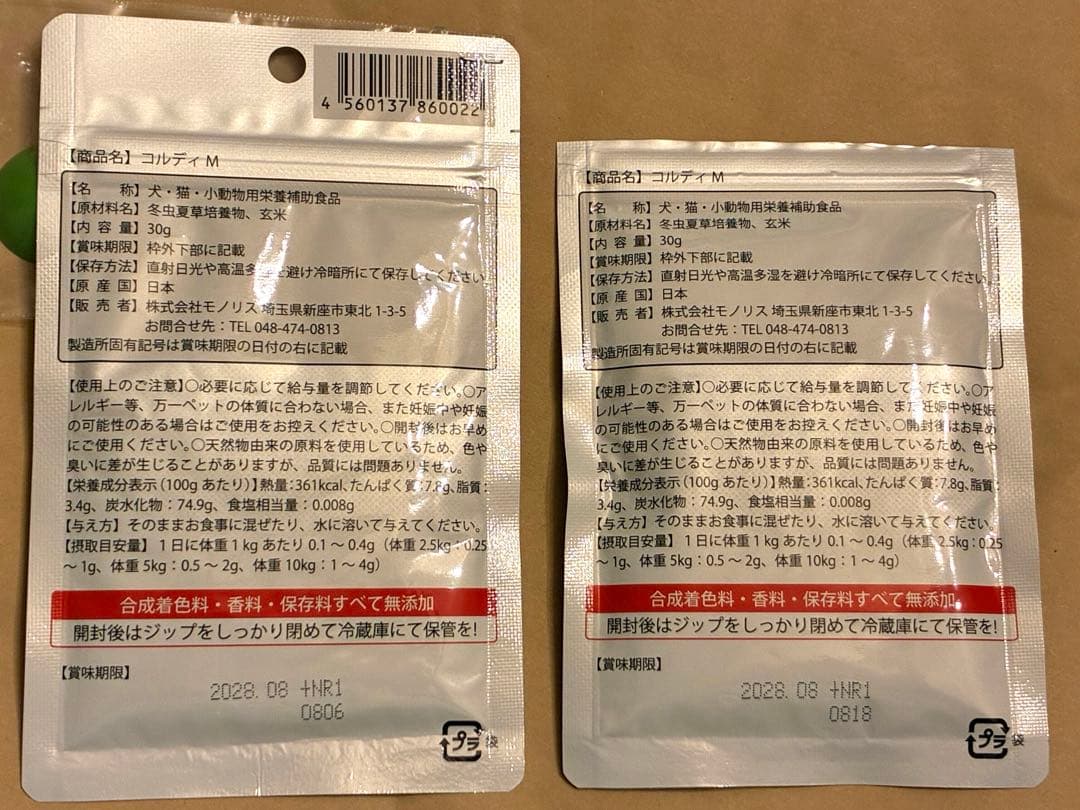 4 560137 860022
【商品名】コルディM
【名　称】犬・猫・小動物用栄養補助食品
【原材料名】冬虫夏草培養物、玄米
【内 容 量】30g
【賞味期限】枠外下部に記載
【保存方法】直射日光や高温多湿を避け冷暗所にて保存してください。
【原 産 国】日本
【販 売 者】株式会社モノリス 埼玉県新座市東北 1-3-5
お問合せ先：TEL 048-474-0813
製造所固有記号は賞味期限の日付の右に記載
【使用上のご注意】○必要に応じて給与量を調節してください。○ア
レルギー等、万一ペットの体質に合わない場合、また妊娠中や妊娠
の可能性のある場合はご使用をお控えください。○開封後はお早め
にご使用ください。○天然物由来の原料を使用しているため、色や
臭いに差が生じることがありますが、品質には問題ありません。
【栄養成分表示（100gあたり）】熱量：361kcal、たんぱく質：7.8g、脂質：
3.4g、炭水化物：74.9g、食塩相当量：0.008g
【与え方】そのままお食事に混ぜたり、水に溶いて与えてください。
【摂取目安量】1日に体重1kgあたり0.1～0.4g（体重2.5kg：0.25
～1g、体重5kg：0.5～2g、体重10kg：1～4g）
合成着色料・香料・保存料すべて無添加
開封後はジップをしっかり閉めて冷蔵庫にて保管を!
【賞味期限】
2028.08 +NR1
0806
プラ 袋
【商品名】コルディM
【名　称】犬・猫・小動物用栄養補助食品
【原材料名】冬虫夏草培養物、玄米
【内 容 量】30g
【賞味期限】枠外下部に記載
【保存方法】直射日光や高温多湿を避け冷暗所にて保存してください。
【原 産 国】日本
【販 売 者】株式会社モノリス 埼玉県新座市東北 1-3-5
お問合せ先：TEL 048-474-0813
製造所固有記号は賞味期限の日付の右に記載
【使用上のご注意】○必要に応じて給与量を調節してください。○ア
レルギー等、万一ペットの体質に合わない場合、また妊娠中や妊娠
の可能性のある場合はご使用をお控えください。○開封後はお早め
にご使用ください。○天然物由来の原料を使用しているため、色や
臭いに差が生じることがありますが、品質には問題ありません。
【栄養成分表示（100gあたり）】熱量：361kcal、たんぱく質：7.8g、脂質：
3.4g、炭水化物：74.9g、食塩相当量：0.008g
【与え方】そのままお食事に混ぜたり、水に溶いて与えてください。
【摂取目安量】1日に体重1kgあたり0.1～0.4g（体重2.5kg：0.25
～1g、体重5kg：0.5～2g、体重10kg：1～4g）
合成着色料・香料・保存料すべて無添加
開封後はジップをしっかり閉めて冷蔵庫にて保管を!
【賞味期限】
2028.08 +NR1
0818
プラ 袋